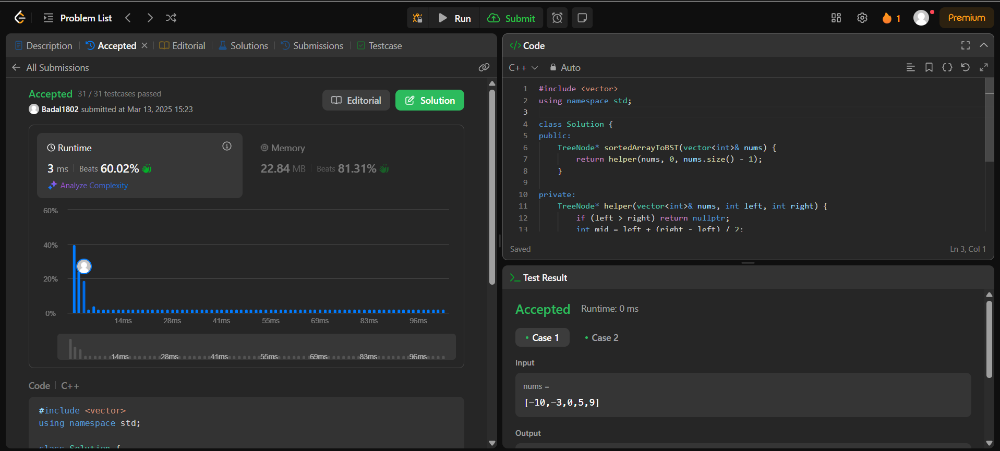 Problem List
Run
Submit
1
Premium
Description
Accepted
Editorial
Solutions
Submissions
Testcase
All Submissions
Accepted 31 / 31 testcases passed
Badal1802 submitted at Mar 13, 2025 15:23
Editorial
Solution
Runtime
3 ms Beats 60.02%
Analyze Complexity
Memory
22.84 MB Beats 81.31%
60%
40%
20%
0%
14ms 28ms 41ms 55ms 69ms 83ms 96ms
14ms 28ms 41ms 55ms 69ms 83ms 96ms
Code C++
#include <vector>
using namespace std;
class Solution {
</> Code
C++ Auto
1 #include <vector>
2 using namespace std;
3
4 class Solution {
5 public:
6 TreeNode* sortedArrayToBST(vector<int>& nums) {
7 return helper(nums, 0, nums.size() - 1);
8 }
9
10 private:
11 TreeNode* helper(vector<int>& nums, int left, int right) {
12 if (left > right) return nullptr;
13 int mid = left + (right - left) / 2;
Saved
Ln 3, Col 1
Test Result
Accepted Runtime: 0 ms
Case 1
Case 2
Input
nums =
[-10,-3,0,5,9]
Output